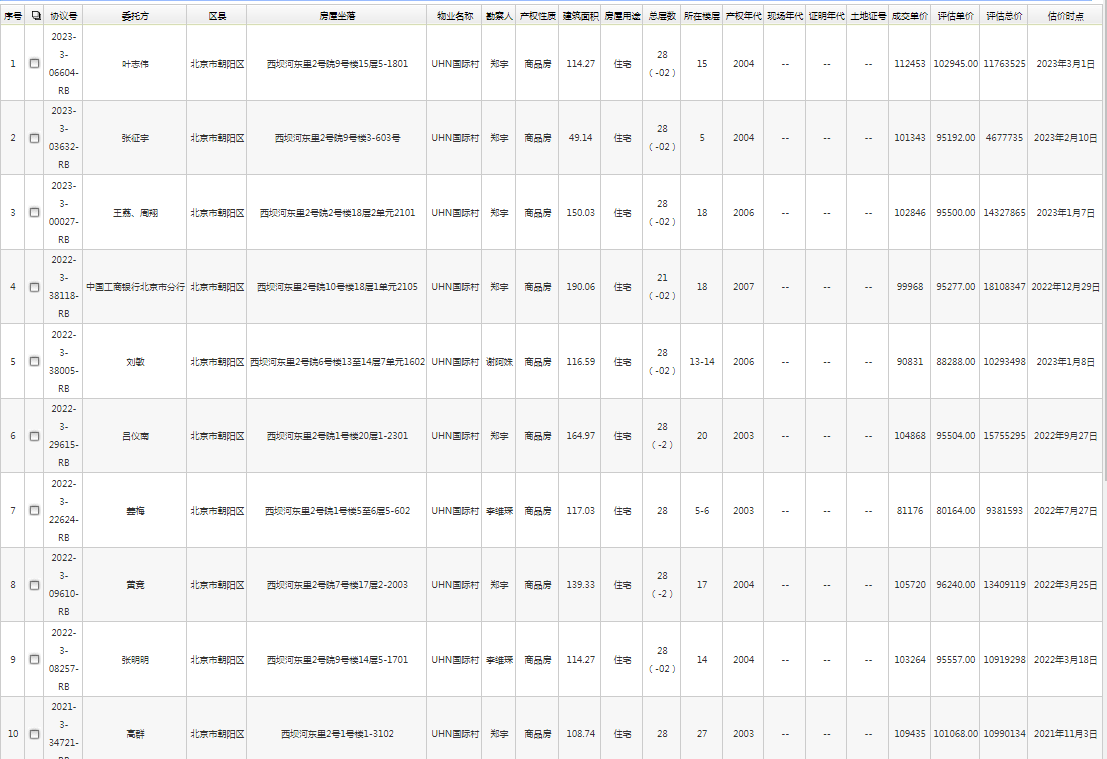 序号 协议号 委托方 区县 房屋坐落 物业名称 勘察人 产权性质 建筑面积 房屋用途 总层数 所在楼层 产权年代 现场年代 证明年代 土地证号 成交单价 评估单价 评估总价 估价时点
1 2023-3-06604-RB 叶志伟 北京市朝阳区 西坝河东里2号院9号楼15层5-1801 UHN国际村 郑宇 商品房 114.27 住宅 28(-02) 15 2004 -- -- -- 112453 102945.00 11763525 2023年3月1日
2 2023-3-03632-RB 张征宇 北京市朝阳区 西坝河东里2号院9号楼3-603号 UHN国际村 郑宇 商品房 49.14 住宅 28(-02) 5 2004 -- -- -- 101343 95192.00 4677735 2023年2月10日
3 2023-3-00027-RB 王磊、周翔 北京市朝阳区 西坝河东里2号院2号楼18层2单元2101 UHN国际村 郑宇 商品房 150.03 住宅 28(-02) 18 2006 -- -- -- 102846 95500.00 14327865 2023年1月7日
4 2022-3-38118-RB 中国工商银行北京市分行 北京市朝阳区 西坝河东里2号院10号楼18层1单元2105 UHN国际村 郑宇 商品房 190.06 住宅 21(-02) 18 2007 -- -- -- 99968 95277.00 18108347 2022年12月29日
5 2022-3-38005-RB 刘敏 北京市朝阳区 西坝河东里2号院6号楼13至14层7单元1602 UHN国际村 谢阿姝 商品房 116.59 住宅 28(-02) 13-14 2006 -- -- -- 90831 88288.00 10293498 2023年1月8日
6 2022-3-29615-RB 吕仪南 北京市朝阳区 西坝河东里2号院1号楼20层1-2301 UHN国际村 郑宇 商品房 164.97 住宅 28(-2) 20 2003 -- -- -- 104868 95504.00 15755295 2022年9月27日
7 2022-3-22624-RB 姜梅 北京市朝阳区 西坝河东里2号院1号楼5至6层5-602 UHN国际村 李维琛 商品房 117.03 住宅 28 5-6 2003 -- -- -- 81176 80164.00 9381593 2022年7月27日
8 2022-3-09610-RB 黄竞 北京市朝阳区 西坝河东里2号院7号楼17层2-2003 UHN国际村 郑宇 商品房 139.33 住宅 28(-2) 17 2004 -- -- -- 105720 96240.00 13409119 2022年3月25日
9 2022-3-08257-RB 张明明 北京市朝阳区 西坝河东里2号院9号楼14层5-1701 UHN国际村 李维琛 商品房 114.27 住宅 28(-02) 14 2004 -- -- -- 103264 95557.00 10919298 2022年3月18日
10 2021-3-34721- 高群 北京市朝阳区 西坝河东里2号1号楼1-3102 UHN国际村 郑宇 商品房 108.74 住宅 28 27 2003 -- -- -- 109435 101068.00 10990134 2021年11月3日